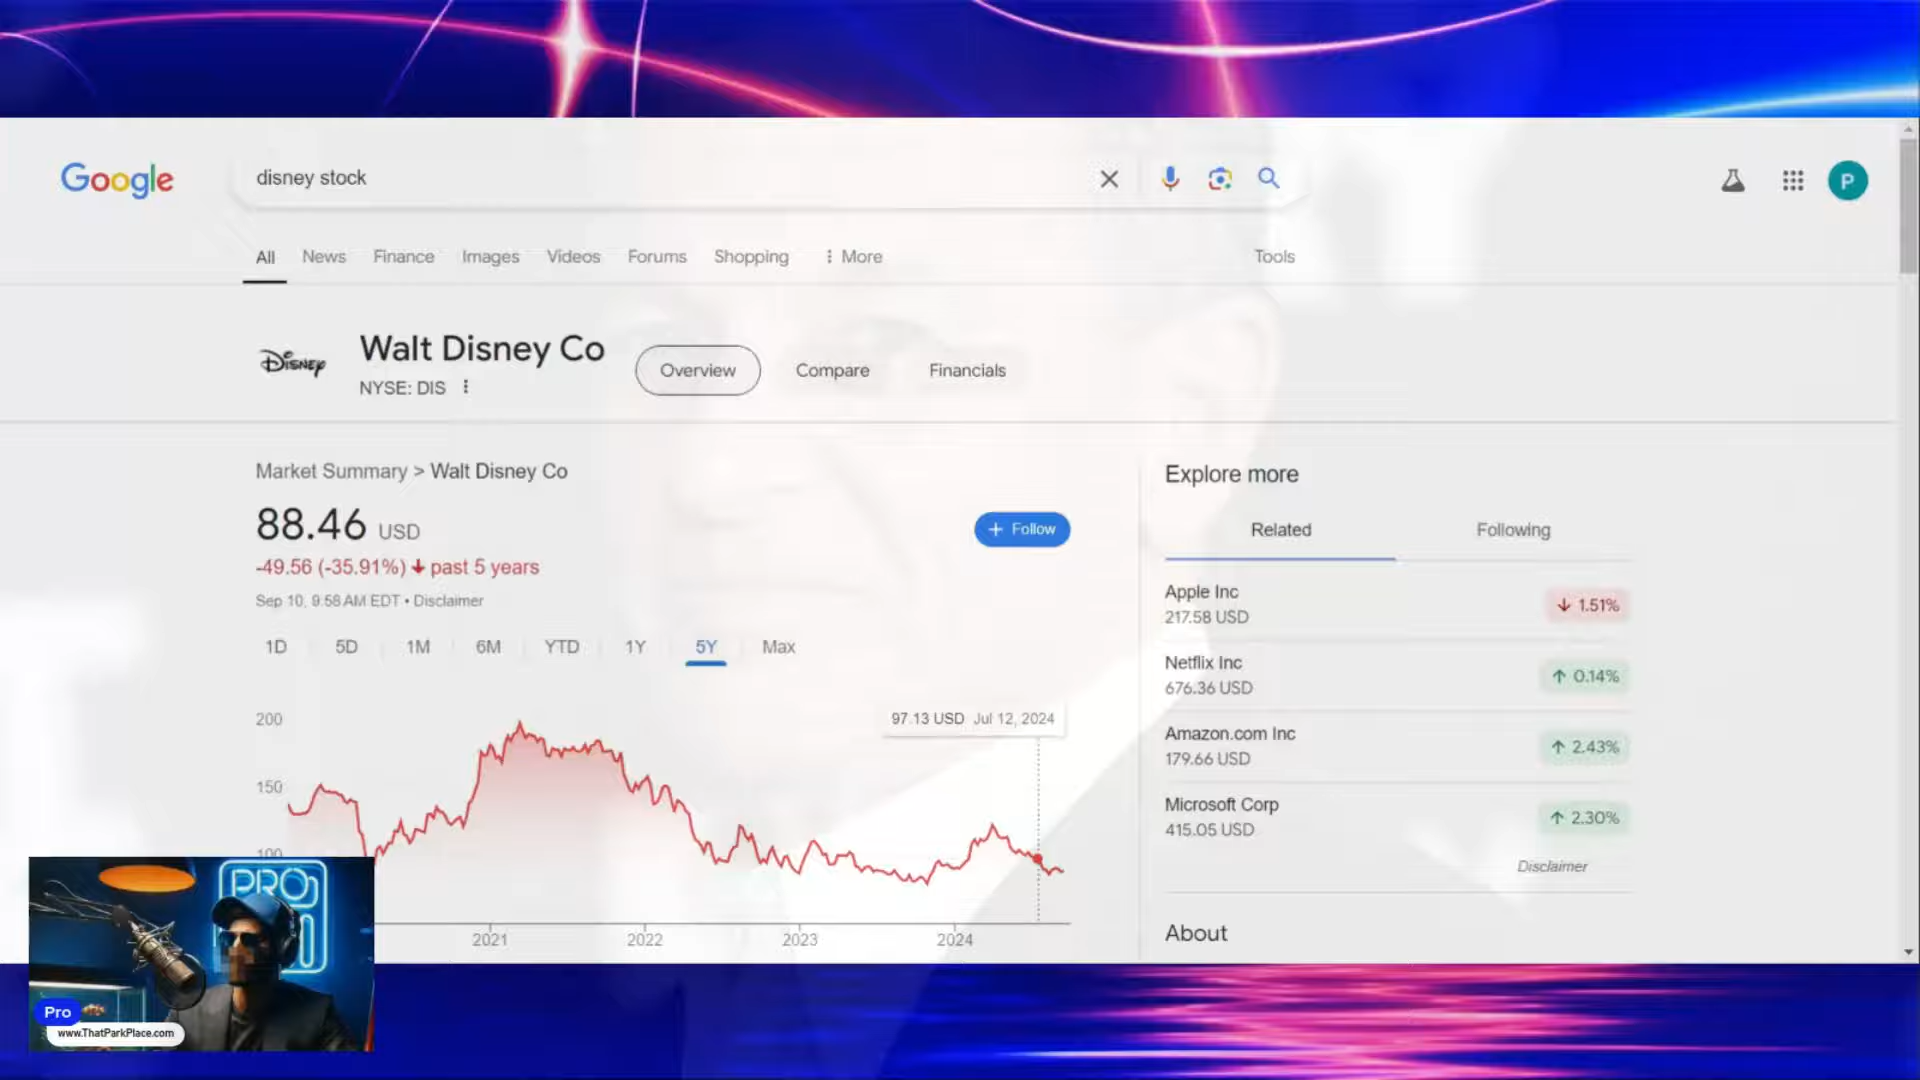 Google
disney stock
All News Finance Images Videos Forums Shopping More Tools
P
Disney
Walt Disney Co
NYSE: DIS
Overview Compare Financials
Market Summary > Walt Disney Co
88.46 USD
-49.56 (-35.91%) past 5 years
Sep 10, 9:58 AM EDT • Disclaimer
+ Follow
1D 5D 1M 6M YTD 1Y 5Y Max
97.13 USD Jul 12, 2024
200
150
100
2021 2022 2023 2024
Explore more
Related Following
Apple Inc
217.58 USD
↓ 1.51%
Netflix Inc
676.36 USD
↑ 0.14%
Amazon.com Inc
179.66 USD
↑ 2.43%
Microsoft Corp
415.05 USD
↑ 2.30%
Disclaimer
About
PRO
Pro
www.ThatParkPlace.com